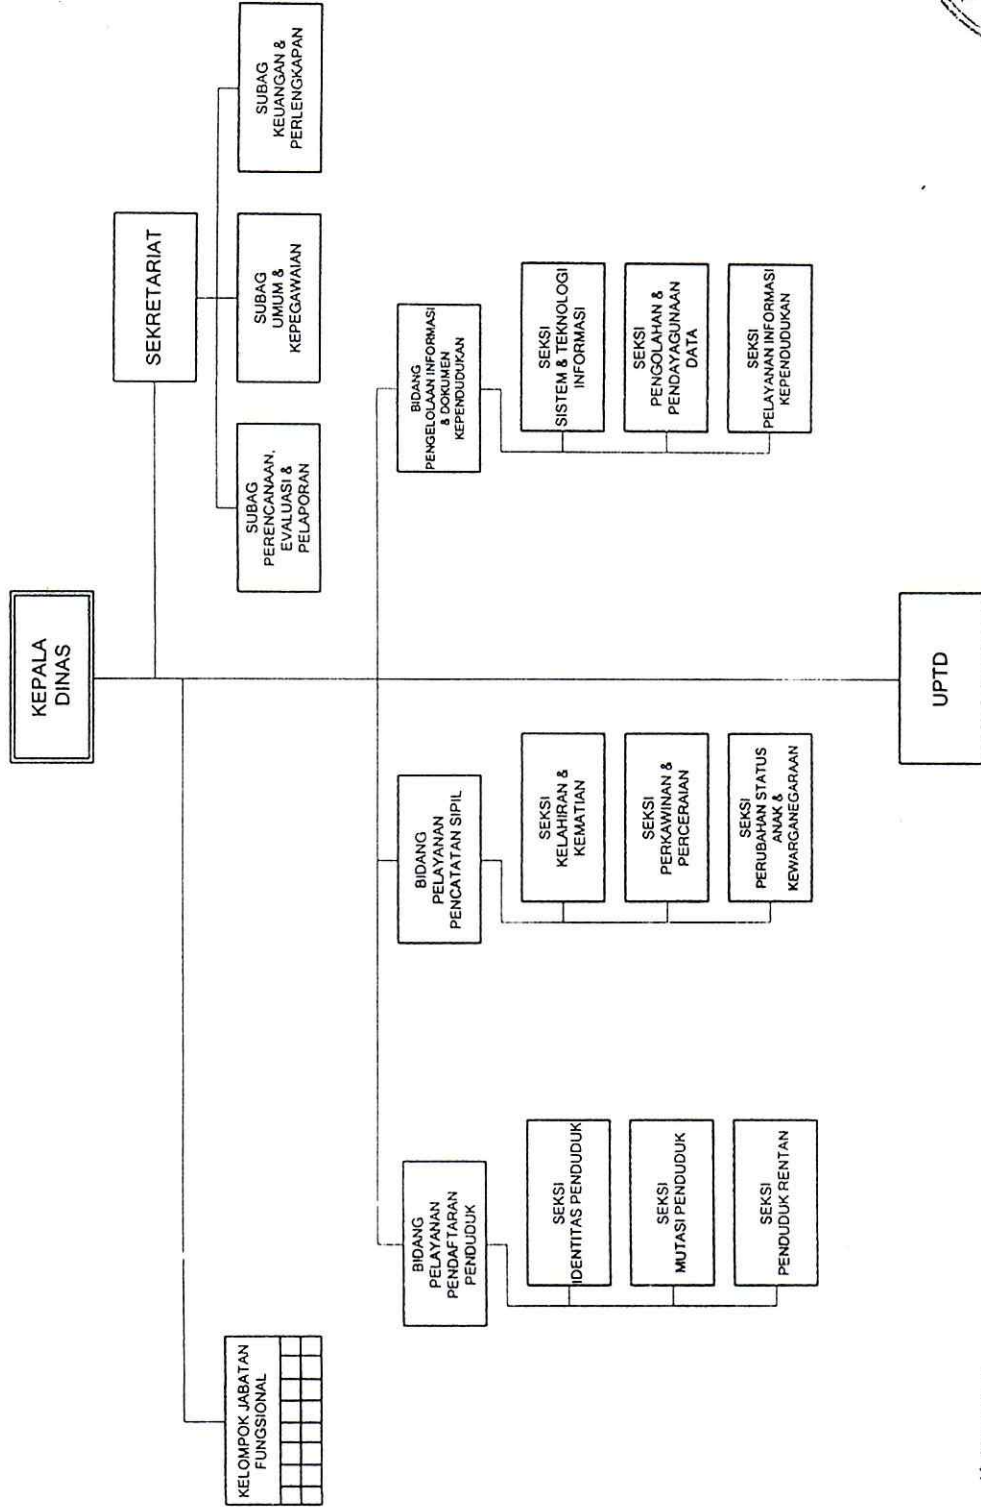 KEPALA
DINAS
SEKRETARIAT
SUBAG
PERENCANAAN,
EVALUASI &
PELAPORAN
SUBAG
UMUM &
KEPEGAWAIAN
SUBAG
KEUANGAN &
PERLENGKAPAN
KELOMPOK JABATAN
FUNGSIONAL
BIDANG
PELAYANAN
PENDAFTARAN
PENDUDUK
SEKSI
IDENTITAS PENDUDUK
SEKSI
MUTASI PENDUDUK
SEKSI
PENDUDUK RENTAN
BIDANG
PELAYANAN
PENCATATAN SIPIL
SEKSI
KELAHIRAN &
KEMATIAN
SEKSI
PERKAWINAN &
PERCERAIAN
SEKSI
PERUBAHAN STATUS
ANAK &
KEWARGANEGARAAN
BIDANG
PENGELOLAAN INFORMASI
& DOKUMEN
KEPENDUDUKAN
SEKSI
SISTEM & TEKNOLOGI
INFORMASI
SEKSI
PENGOLAHAN &
PENDAYAGUNAAN
DATA
SEKSI
PELAYANAN INFORMASI
KEPENDUDUKAN
UPTD